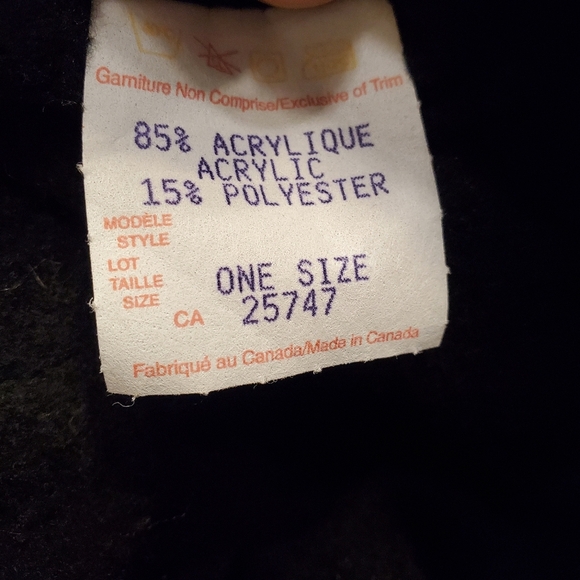 Garniture Non Comprise/Exclusive of Trim
85% ACRYLIQUE
ACRYLIC
15% POLYESTER
MODÈLE
STYLE
LOT
TAILLE
SIZE
ONE SIZE
CA 25747
Fabriqué au Canada/Made in Canada